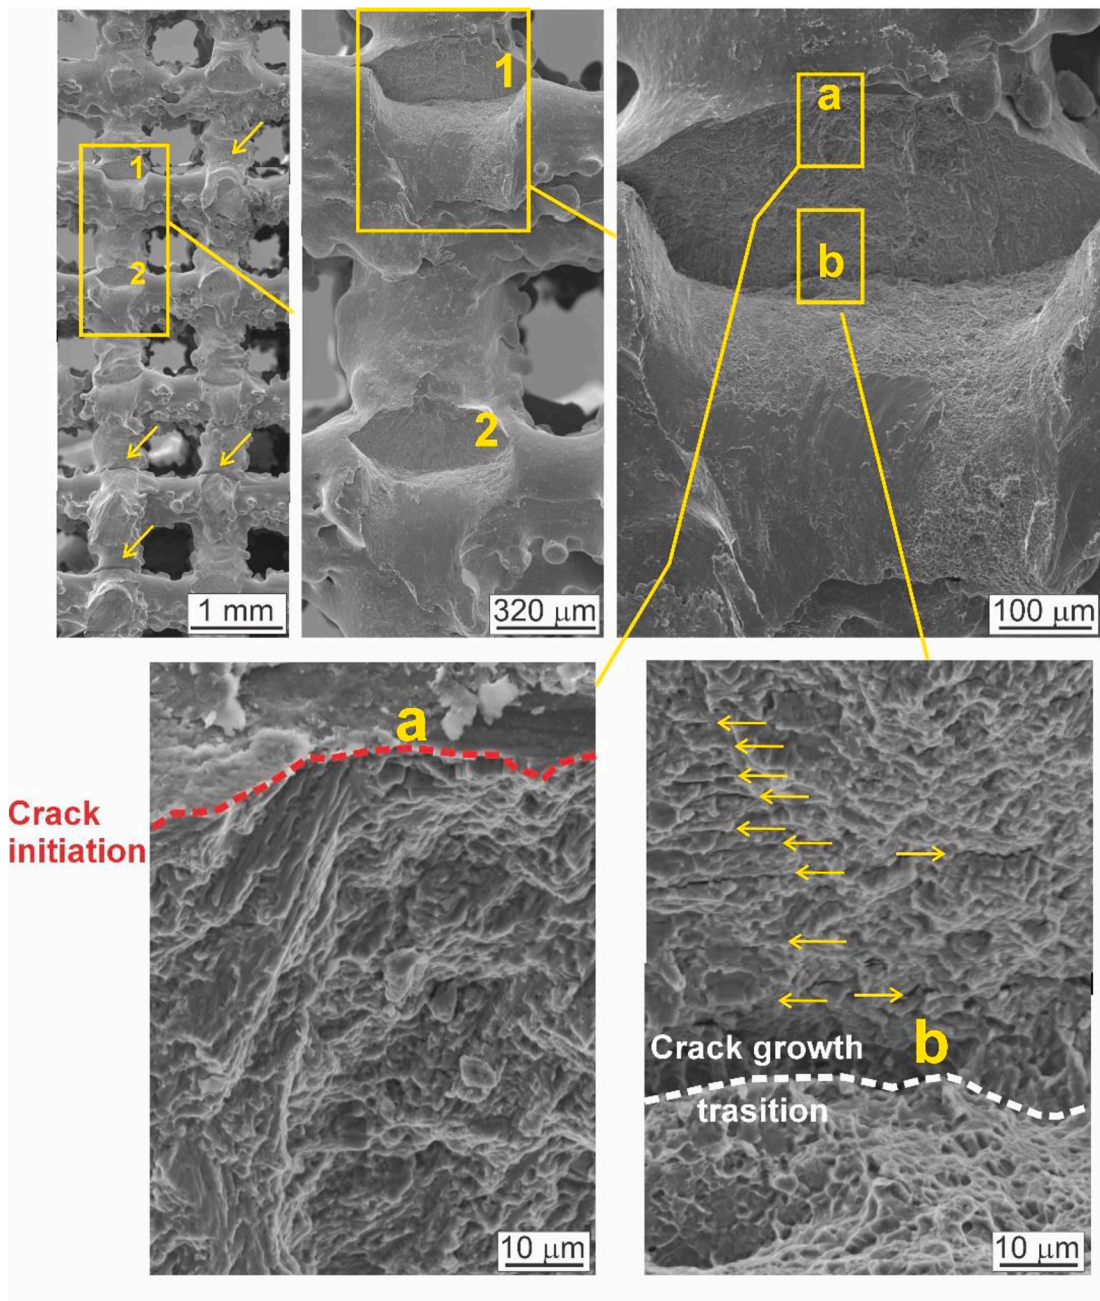 1
2
1 mm
1
2
320 μm
a
b
100 μm
a
Crack
initiation
10 μm
Crack growth
b
trasition
10 μm